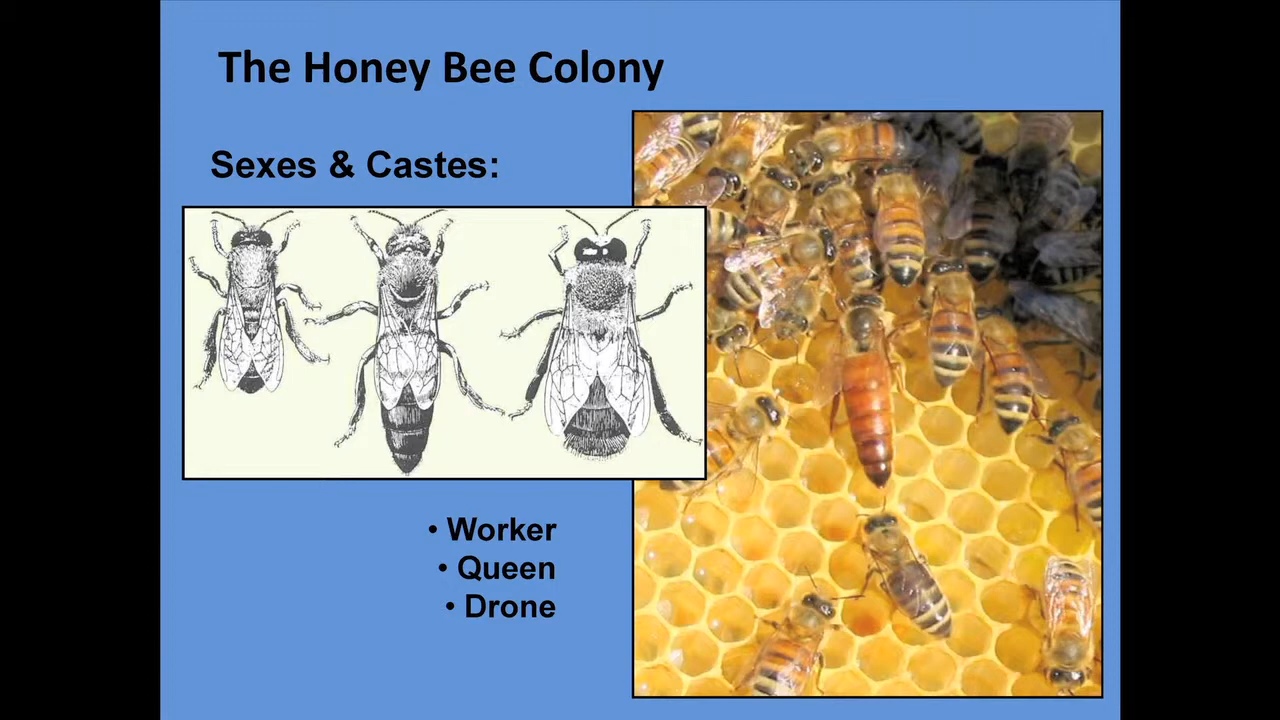 The Honey Bee Colony
Sexes & Castes:
• Worker
• Queen
• Drone